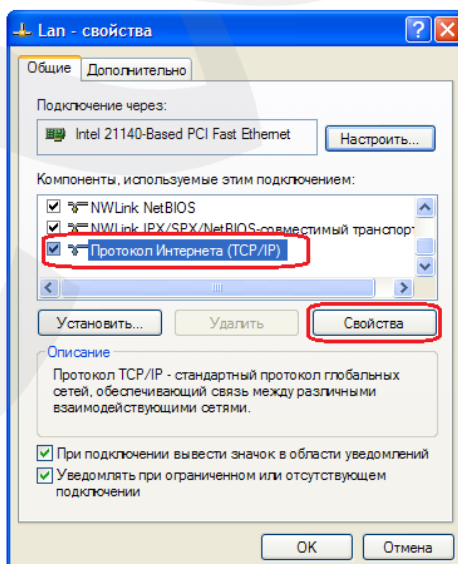 Lan - свойства
Общие
Дополнительно
Подключение через:
Intel 21140-Based PCI Fast Ethernet
Настроить...
Компоненты, используемые этим подключением:
NWLink NetBIOS
NWLink IPX/SPX/NetBIOS-совместимый транспор
Протокол Интернета (TCP/IP)
Установить...
Удалить
Свойства
Описание
Протокол TCP/IP - стандартный протокол глобальных
сетей, обеспечивающий связь между различными
взаимодействующими сетями.
При подключении вывести значок в области уведомлений
Уведомлять при ограниченном или отсутствующем
подключении
OK
Отмена